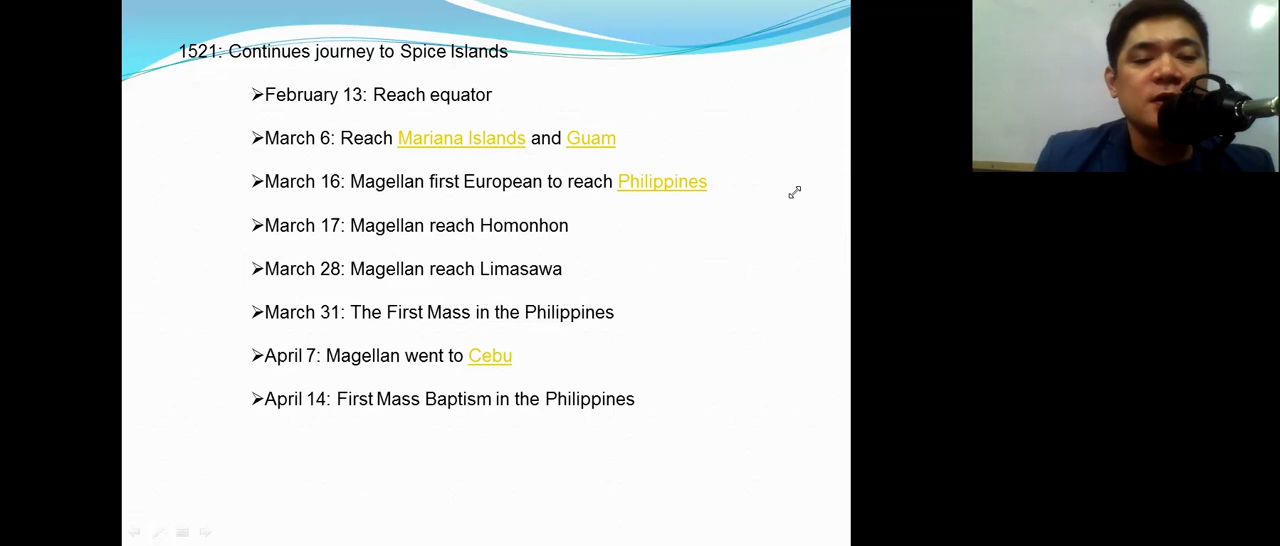 1521: Continues journey to Spice Islands
➢February 13: Reach equator
➢March 6: Reach Mariana Islands and Guam
➢March 16: Magellan first European to reach Philippines
➢March 17: Magellan reach Homonhon
➢March 28: Magellan reach Limasawa
➢March 31: The First Mass in the Philippines
➢April 7: Magellan went to Cebu
➢April 14: First Mass Baptism in the Philippines